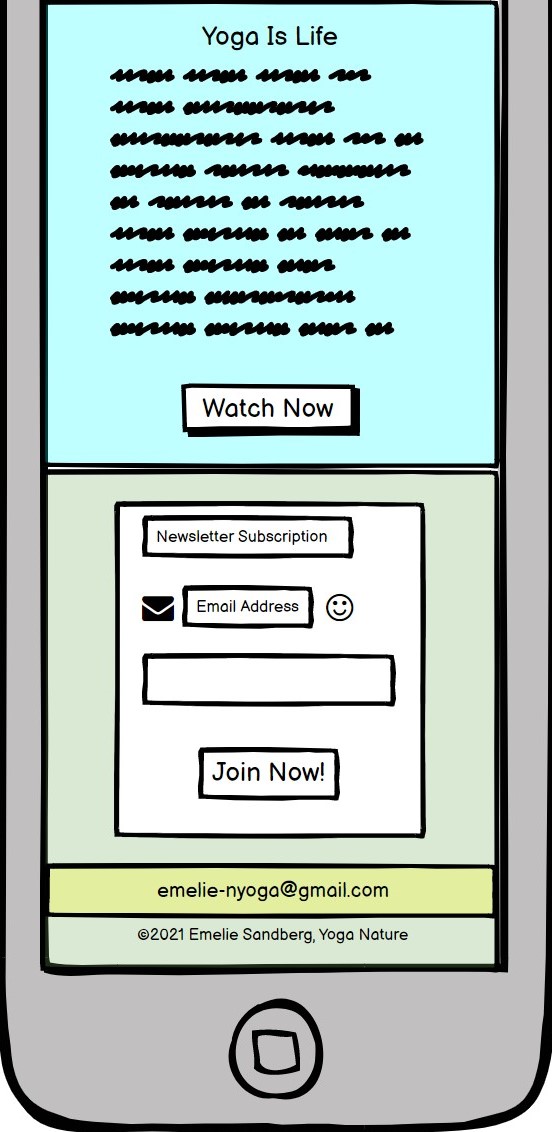 Yoga Is Life
Watch Now
Newsletter Subscription
Email Address
Join Now!
emelie-nyoga@gmail.com
©2021 Emelie Sandberg, Yoga Nature